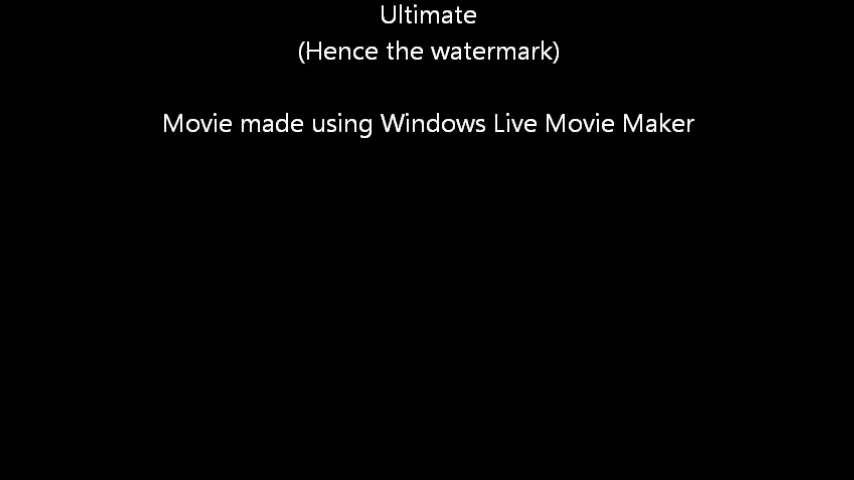 Ultimate
(Hence the watermark)
Movie made using Windows Live Movie Maker